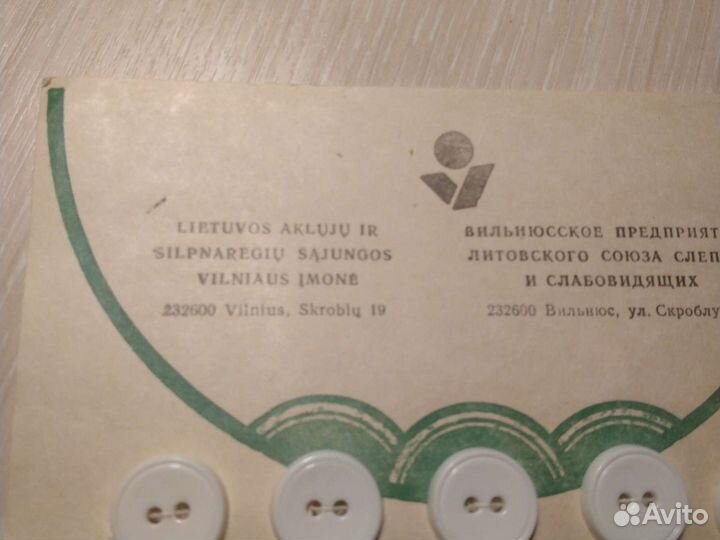 LIETUVOS AKLŲJŲ IR
SILPNAREGIŲ SĄJUNGOS
VILNIAUS ĮMONĖ
232600 Vilnius, Skroblų 19
ВИЛЬНЮССКОЕ ПРЕДПРИЯТ
ЛИТОВСКОГО СОЮЗА СЛЕП
И СЛАБОВИДЯЩИХ
232600 Вильнюс, ул. Скроблу
Avito